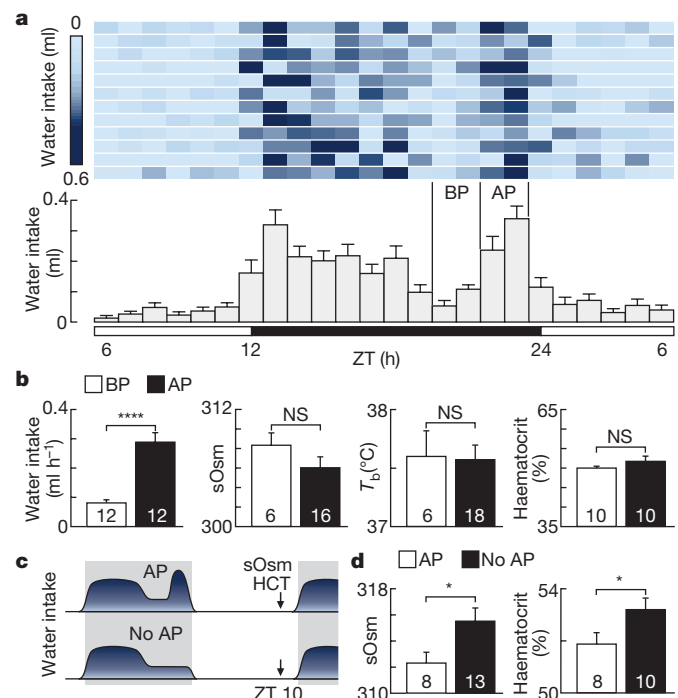 a
0
Water intake (ml)
0.6
BP AP
0.4
Water intake
(ml)
0
6 12 24 6
ZT (h)
b
BP AP
0.4
Water intake
(ml h⁻¹)
0
****
12 12
312
sOsm
300
NS
6 16
38
Tb(°C)
37
NS
6 18
65
Haematocrit
(%)
35
NS
10 10
c
Water intake
AP
sOsm
HCT
No AP
ZT 10
d
AP No AP
318
sOsm
310
*
8 13
54
Haematocrit
(%)
50
*
8 10